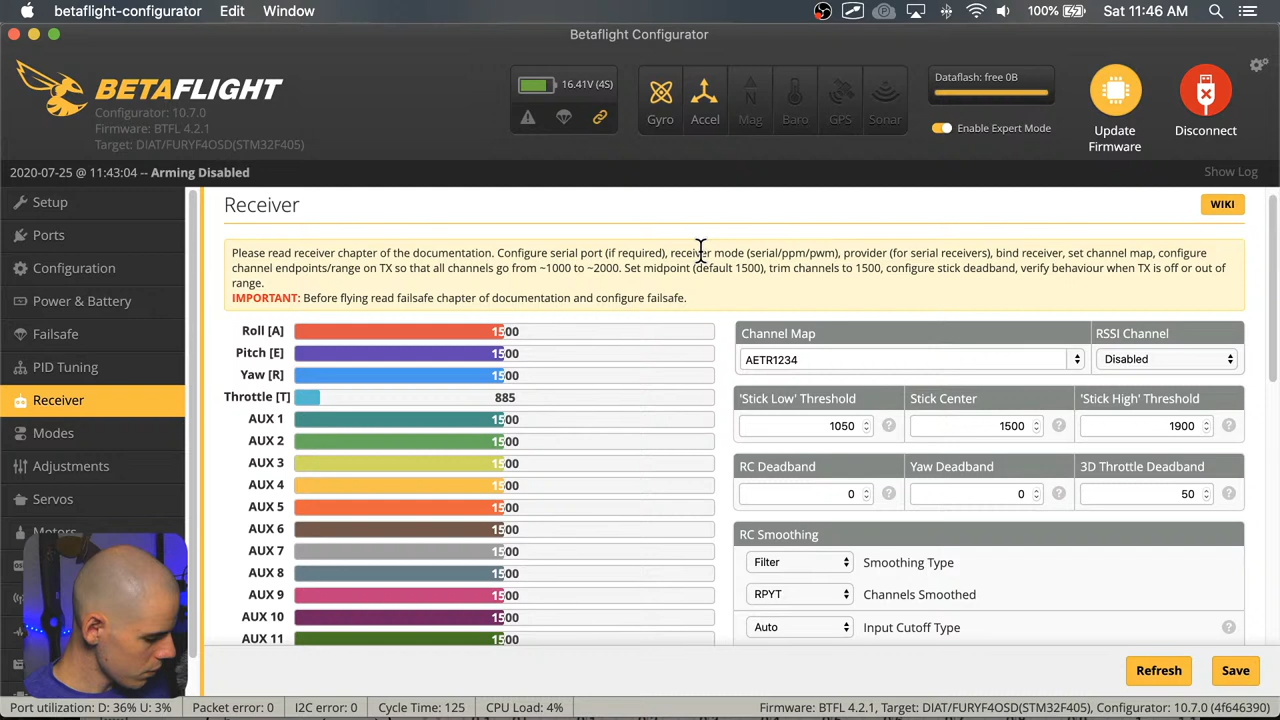 betaflight-configurator Edit Window 100% Sat 11:46 AM
Betaflight Configurator
BETAFLIGHT
Configurator: 10.7.0
Firmware: BTFL 4.2.1
Target: DIAT/FURYF4OSD(STM32F405)
16.41V (4S)
Gyro Accel Mag Baro GPS Sonar
Dataflash: free 0B
Enable Expert Mode
Update
Firmware
Disconnect
2020-07-25 @ 11:43:04 -- Arming Disabled
Show Log
Setup
Ports
Configuration
Power & Battery
Failsafe
PID Tuning
Receiver
Modes
Adjustments
Servos
Motors
Receiver
WIKI
Please read receiver chapter of the documentation. Configure serial port (if required), receiver mode (serial/ppm/pwm), provider (for serial receivers), bind receiver, set channel map, configure
channel endpoints/range on TX so that all channels go from ~1000 to ~2000. Set midpoint (default 1500), trim channels to 1500, configure stick deadband, verify behaviour when TX is off or out of
range.
IMPORTANT: Before flying read failsafe chapter of documentation and configure failsafe.
Roll [A] 1500
Pitch [E] 1500
Yaw [R] 1500
Throttle [T] 885
AUX 1 1500
AUX 2 1500
AUX 3 1500
AUX 4 1500
AUX 5 1500
AUX 6 1500
AUX 7 1500
AUX 8 1500
AUX 9 1500
AUX 10 1500
AUX 11 1500
Channel Map RSSI Channel
AETR1234 Disabled
'Stick Low' Threshold Stick Center 'Stick High' Threshold
1050 ? 1500 ? 1900 ?
RC Deadband Yaw Deadband 3D Throttle Deadband
0 ? 0 ? 50 ?
RC Smoothing
Filter Smoothing Type
RPYT Channels Smoothed
Auto Input Cutoff Type ?
Refresh Save
Port utilization: D: 36% U: 3% Packet error: 0 I2C error: 0 Cycle Time: 125 CPU Load: 4% Firmware: BTFL 4.2.1, Target: DIAT/FURYF4OSD(STM32F405), Configurator: 10.7.0 (4f646390)